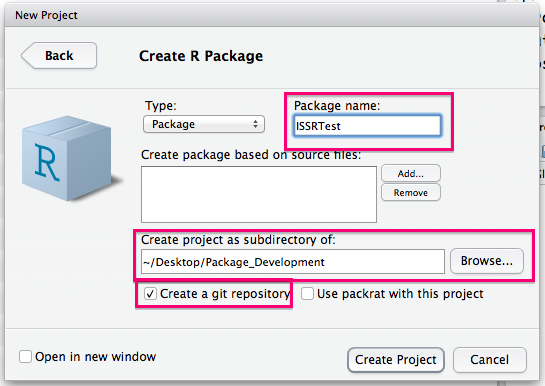 New Project
Back
Create R Package
Type:
Package name:
Package
ISSRTest
Create package based on source files:
Add...
Remove
Create project as subdirectory of:
~/Desktop/Package_Development
Browse...
Create a git repository
Use packrat with this project
Open in new window
Create Project
Cancel
R